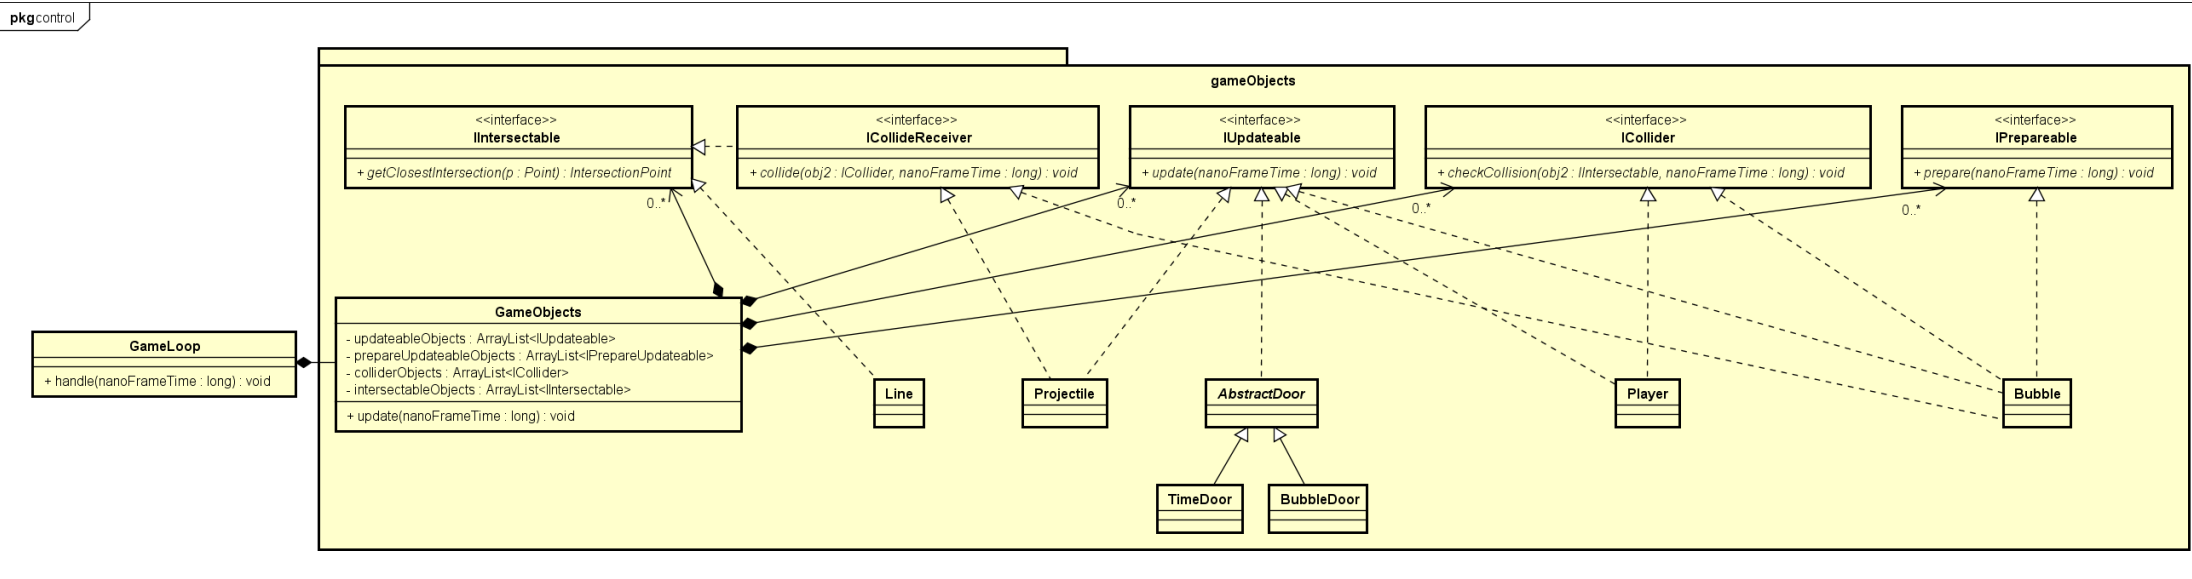 pkg control
gameObjects
<<interface>>
IIntersectable
+ getClosestIntersection(p : Point) : IntersectionPoint
<<interface>>
ICollideReceiver
+ collide(obj2 : ICollider, nanoFrameTime : long) : void
<<interface>>
IUpdateable
+ update(nanoFrameTime : long) : void
<<interface>>
ICollider
+ checkCollision(obj2 : IIntersectable, nanoFrameTime : long) : void
<<interface>>
IPrepareable
+ prepare(nanoFrameTime : long) : void
0..*
0..*
0..*
0..*
GameLoop
+ handle(nanoFrameTime : long) : void
GameObjects
- updateableObjects : ArrayList<IUpdateable>
- prepareUpdateableObjects : ArrayList<IPrepareUpdateable>
- colliderObjects : ArrayList<ICollider>
- intersectableObjects : ArrayList<IIntersectable>
+ update(nanoFrameTime : long) : void
Line
Projectile
AbstractDoor
Player
Bubble
TimeDoor
BubbleDoor